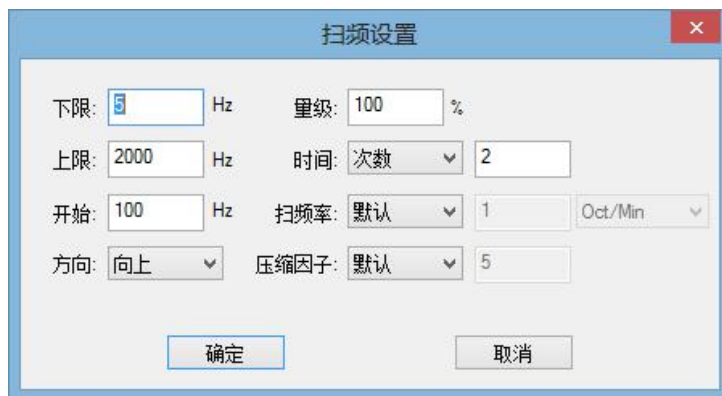 扫频设置
下限: 5 Hz 量级: 100 %
上限: 2000 Hz 时间: 次数 2
开始: 100 Hz 扫频率: 默认 1 Oct/Min
方向: 向上 压缩因子: 默认 5
确定 取消